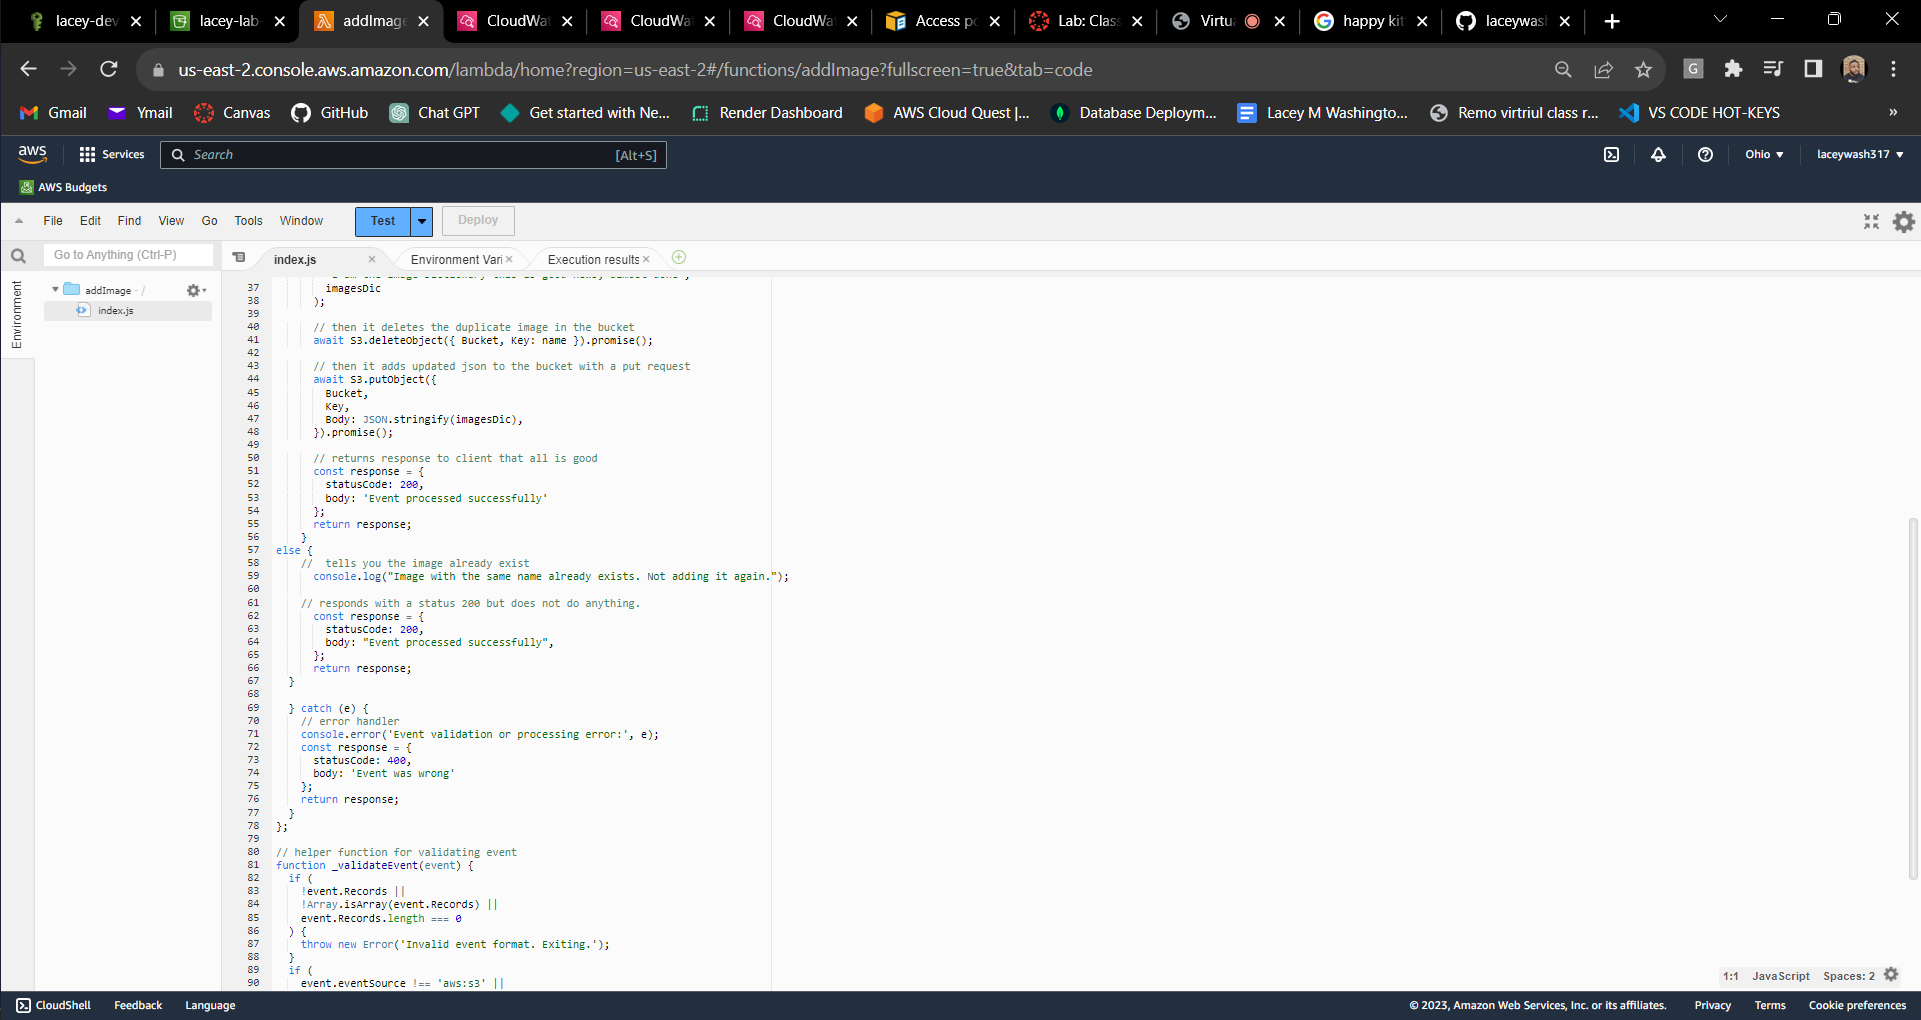 lacey-dev
lacey-lab-
addImage
CloudWa
CloudWa
CloudWa
Access po
Lab: Clas
Virtu
happy kit
laceywash
us-east-2.console.aws.amazon.com/lambda/home?region=us-east-2#/functions/addImage?fullscreen=true&tab=code
G
Gmail
Ymail
Canvas
GitHub
Chat GPT
Get started with Ne...
Render Dashboard
AWS Cloud Quest |...
Database Deploym...
Lacey M Washingto...
Remo virtriul class r...
VS CODE HOT-KEYS
»
aws
Services
Search
[Alt+S]
Ohio
laceywash317
AWS Budgets
File Edit Find View Go Tools Window
Test
Deploy
Go to Anything (Ctrl-P)
index.js
Environment Vari
Execution results
Environment
addImage - /
index.js
37 imagesDic
38 );
39
40 // then it deletes the duplicate image in the bucket
41 await S3.deleteObject({ Bucket, Key: name }).promise();
42
43 // then it adds updated json to the bucket with a put request
44 await S3.putObject({
45 Bucket,
46 Key,
47 Body: JSON.stringify(imagesDic),
48 }).promise();
49
50 // returns response to client that all is good
51 const response = {
52 statusCode: 200,
53 body: 'Event processed successfully'
54 };
55 return response;
56 }
57 else {
58 //  tells you the image already exist
59 console.log("Image with the same name already exists. Not adding it again.");
60
61 // responds with a status 200 but does not do anything.
62 const response = {
63 statusCode: 200,
64 body: "Event processed successfully",
65 };
66 return response;
67 }
68
69 } catch (e) {
70 // error handler
71 console.error('Event validation or processing error:', e);
72 const response = {
73 statusCode: 400,
74 body: 'Event was wrong'
75 };
76 return response;
77 }
78 };
79
80 // helper function for validating event
81 function _validateEvent(event) {
82 if (
83 !event.Records ||
84 !Array.isArray(event.Records) ||
85 event.Records.length === 0
86 ) {
87 throw new Error('Invalid event format. Exiting.');
88 }
89 if (
90 event.eventSource !== 'aws:s3' ||
1:1 JavaScript Spaces: 2
CloudShell
Feedback
Language
© 2023, Amazon Web Services, Inc. or its affiliates.
Privacy
Terms
Cookie preferences